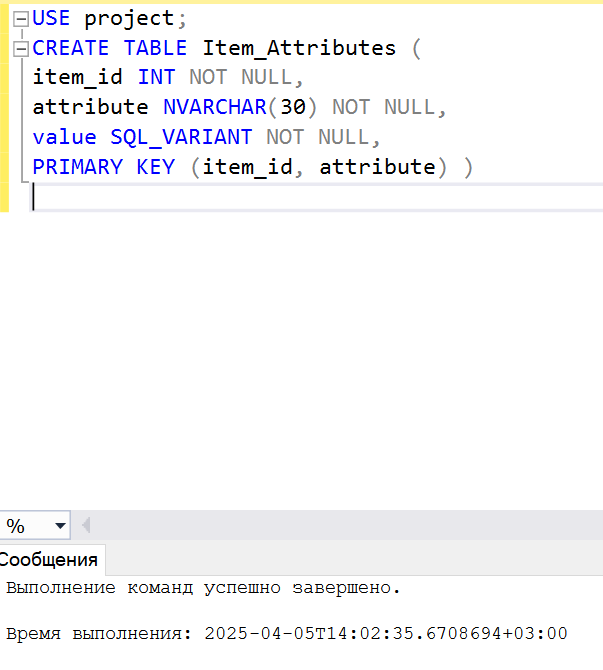 USE project;
CREATE TABLE Item_Attributes (
item_id INT NOT NULL,
attribute NVARCHAR(30) NOT NULL,
value SQL_VARIANT NOT NULL,
PRIMARY KEY (item_id, attribute) )
%
Сообщения
Выполнение команд успешно завершено.
Время выполнения: 2025-04-05T14:02:35.6708694+03:00